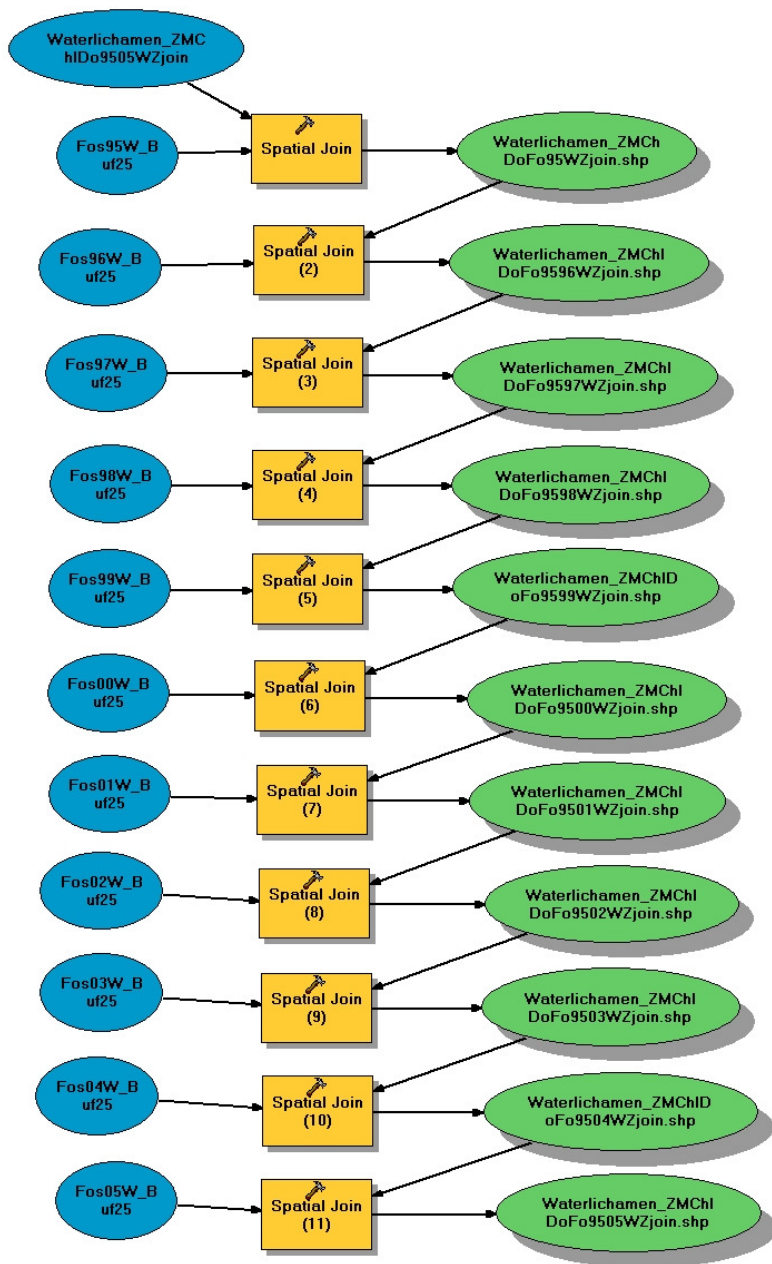 Waterlichamen_ZMC
hlDo9505WZjoin
Fos95W_B
uf25
Spatial Join
Waterlichamen_ZMCh
DoFo95WZjoin.shp
Fos96W_B
uf25
Spatial Join
(2)
Waterlichamen_ZMChl
DoFo9596WZjoin.shp
Fos97W_B
uf25
Spatial Join
(3)
Waterlichamen_ZMChl
DoFo9597WZjoin.shp
Fos98W_B
uf25
Spatial Join
(4)
Waterlichamen_ZMChl
DoFo9598WZjoin.shp
Fos99W_B
uf25
Spatial Join
(5)
Waterlichamen_ZMChlD
oFo9599WZjoin.shp
Fos00W_B
uf25
Spatial Join
(6)
Waterlichamen_ZMChl
DoFo9500WZjoin.shp
Fos01W_B
uf25
Spatial Join
(7)
Waterlichamen_ZMChl
DoFo9501WZjoin.shp
Fos02W_B
uf25
Spatial Join
(8)
Waterlichamen_ZMChl
DoFo9502WZjoin.shp
Fos03W_B
uf25
Spatial Join
(9)
Waterlichamen_ZMChl
DoFo9503WZjoin.shp
Fos04W_B
uf25
Spatial Join
(10)
Waterlichamen_ZMChlD
oFo9504WZjoin.shp
Fos05W_B
uf25
Spatial Join
(11)
Waterlichamen_ZMChl
DoFo9505WZjoin.shp